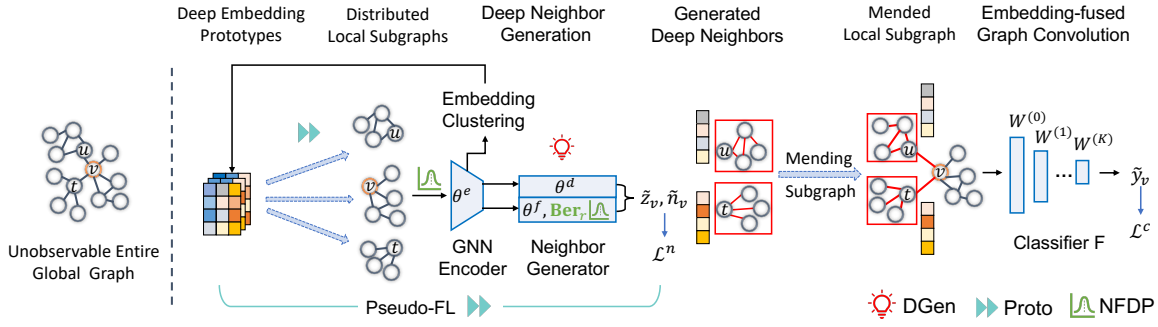 Deep Embedding
Prototypes
Distributed
Local Subgraphs
Deep Neighbor
Generation
Generated
Deep Neighbors
Mended
Local Subgraph
Embedding-fused
Graph Convolution
u
v
t
Unobservable Entire
Global Graph
u
v
t
Embedding
Clustering
θ^e
GNN
Encoder
θ^d
θ^f, Ber_r
Neighbor
Generator
z̃_v, ñ_v
ℒ^n
Pseudo-FL
u
t
Mending
Subgraph
u
v
t
W^(0)
W^(1)
W^(K)
...
Classifier F
ỹ_v
ℒ^c
DGen
Proto
NFDP